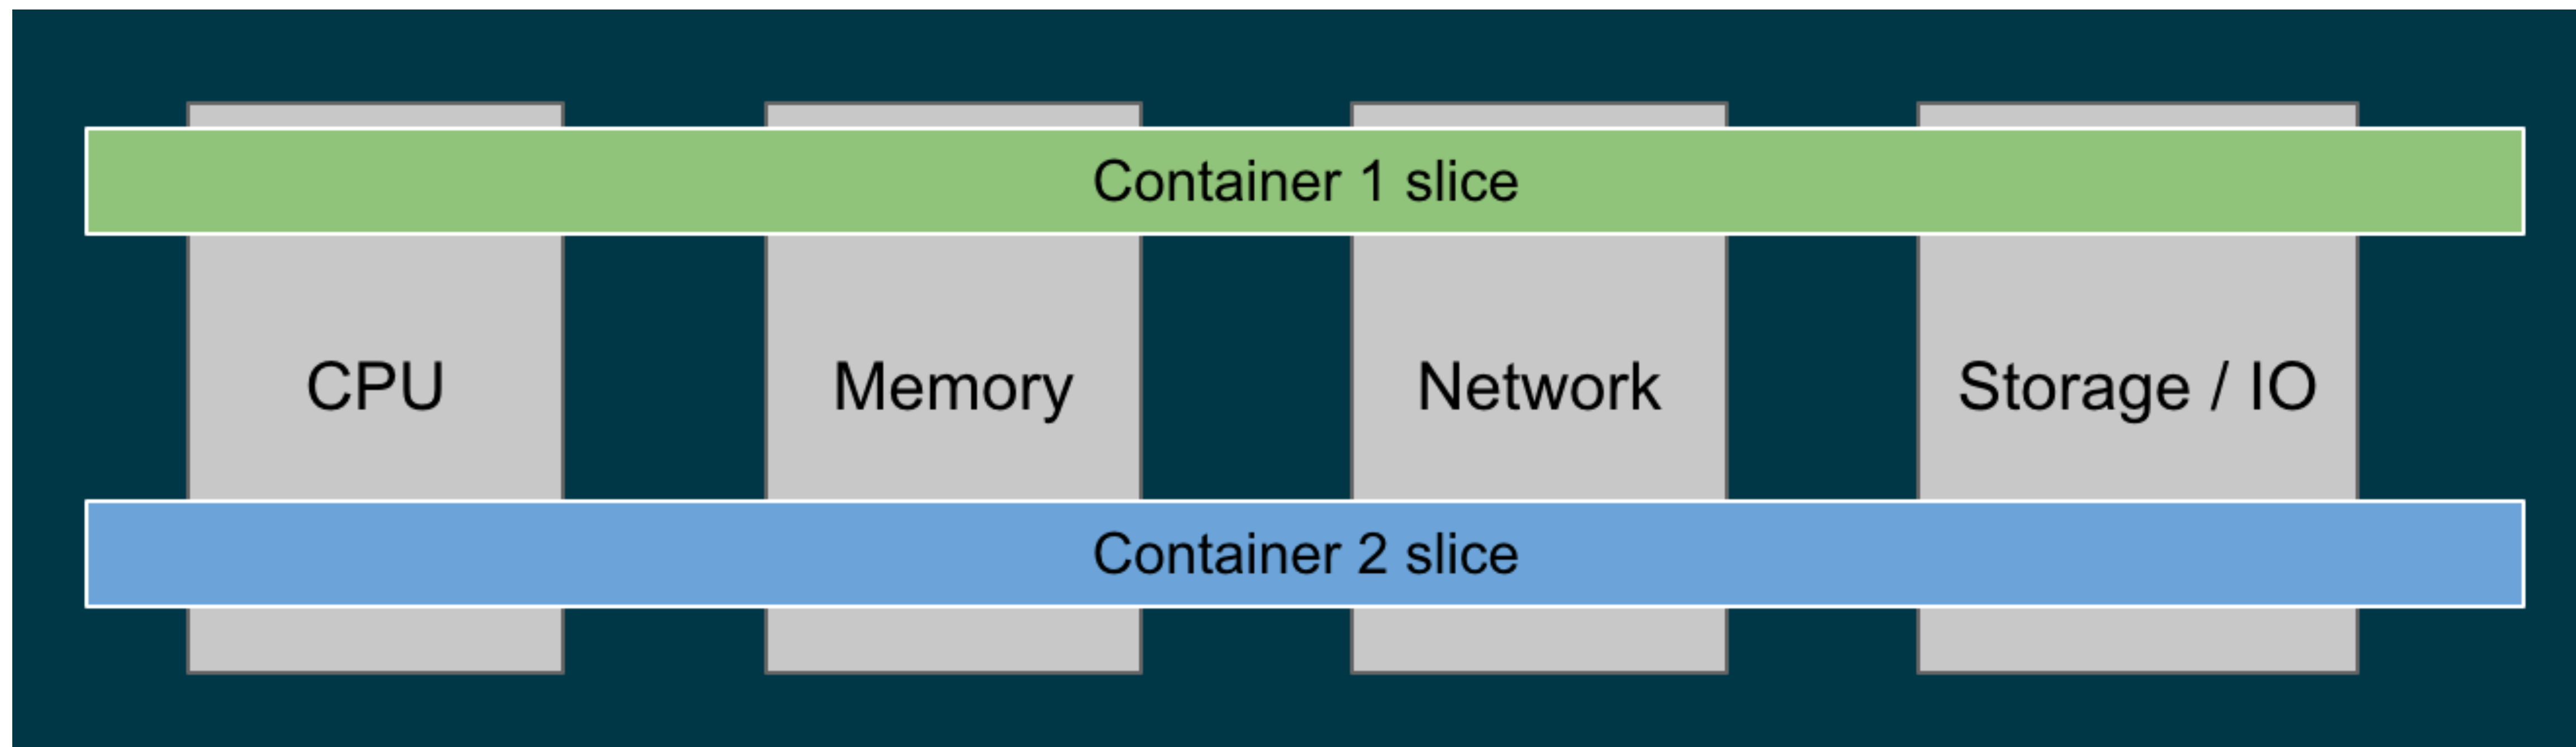 Container 1 slice
CPU
Memory
Network
Storage / IO
Container 2 slice